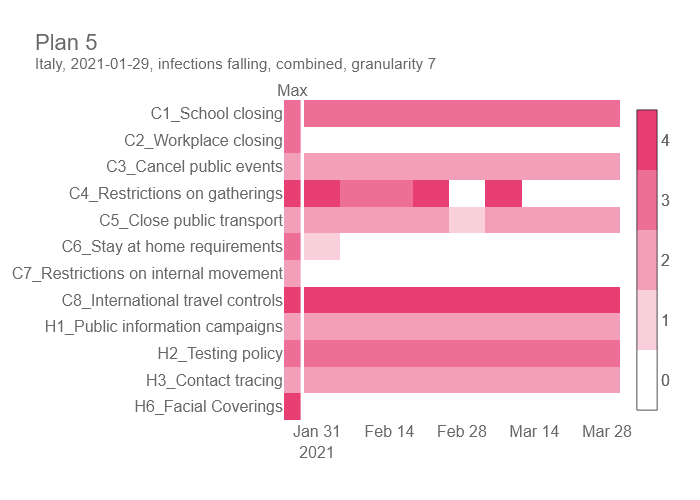 Plan 5
Italy, 2021-01-29, infections falling, combined, granularity 7
Max
C1_School closing
C2_Workplace closing
C3_Cancel public events
C4_Restrictions on gatherings
C5_Close public transport
C6_Stay at home requirements
C7_Restrictions on internal movement
C8_International travel controls
H1_Public information campaigns
H2_Testing policy
H3_Contact tracing
H6_Facial Coverings
Jan 31 Feb 14 Feb 28 Mar 14 Mar 28
2021
4
3
2
1
0